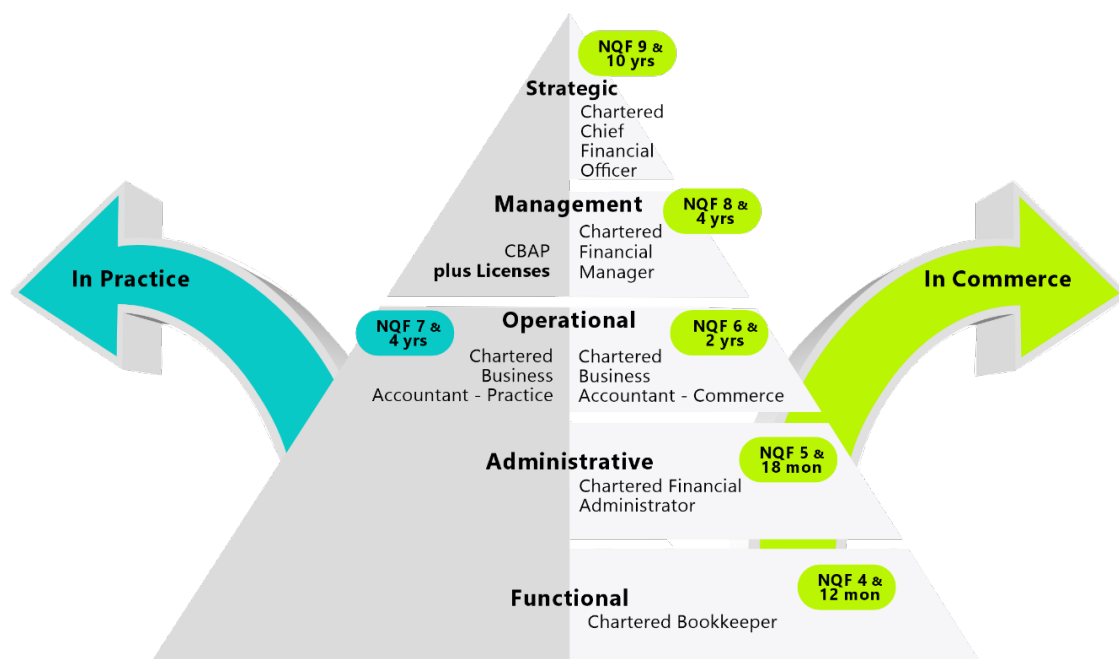 NQF 9 &
10 yrs
Strategic
Chartered
Chief
Financial
Officer
Management
NQF 8 &
4 yrs
CBAP
plus Licenses
Chartered
Financial
Manager
In Practice
In Commerce
Operational
NQF 7 &
4 yrs
NQF 6 &
2 yrs
Chartered
Business
Accountant - Practice
Chartered
Business
Accountant - Commerce
Administrative
NQF 5 &
18 mon
Chartered Financial
Administrator
Functional
NQF 4 &
12 mon
Chartered Bookkeeper